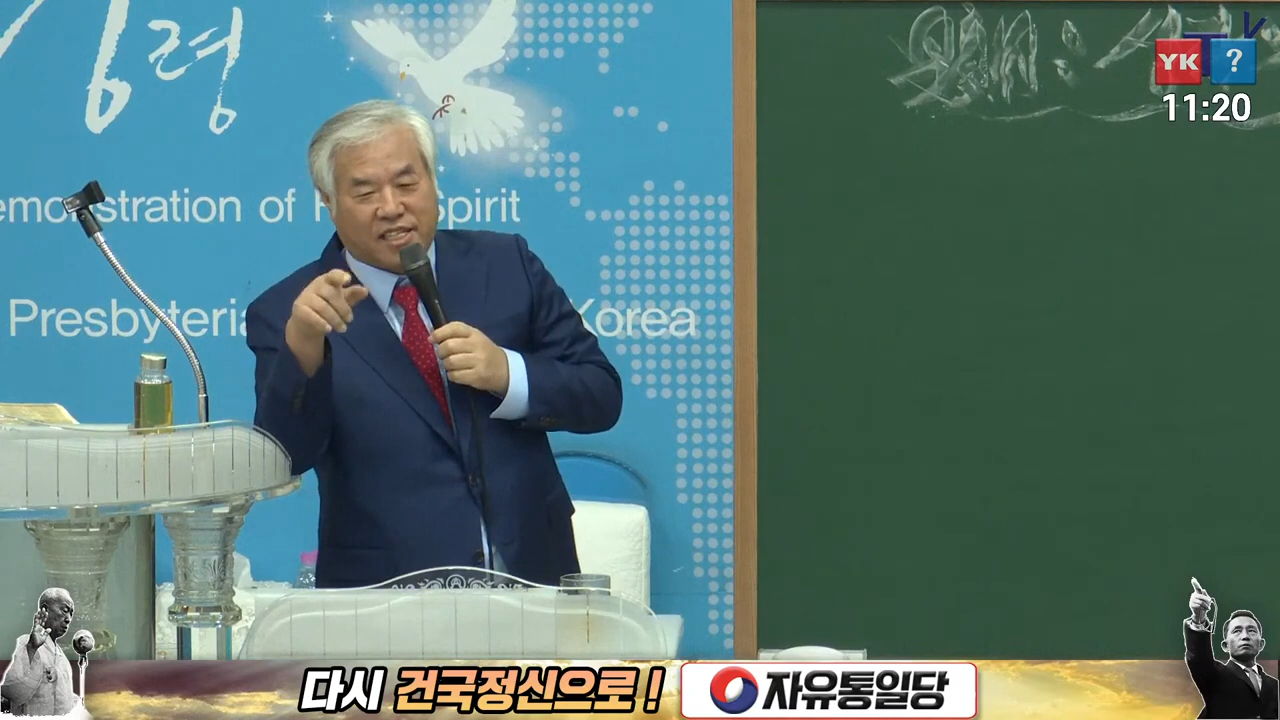 성령
YK ?
11:20
emonstration of H Spirit
Presbyteria Korea
다시 건국정신으로!
자유통일당